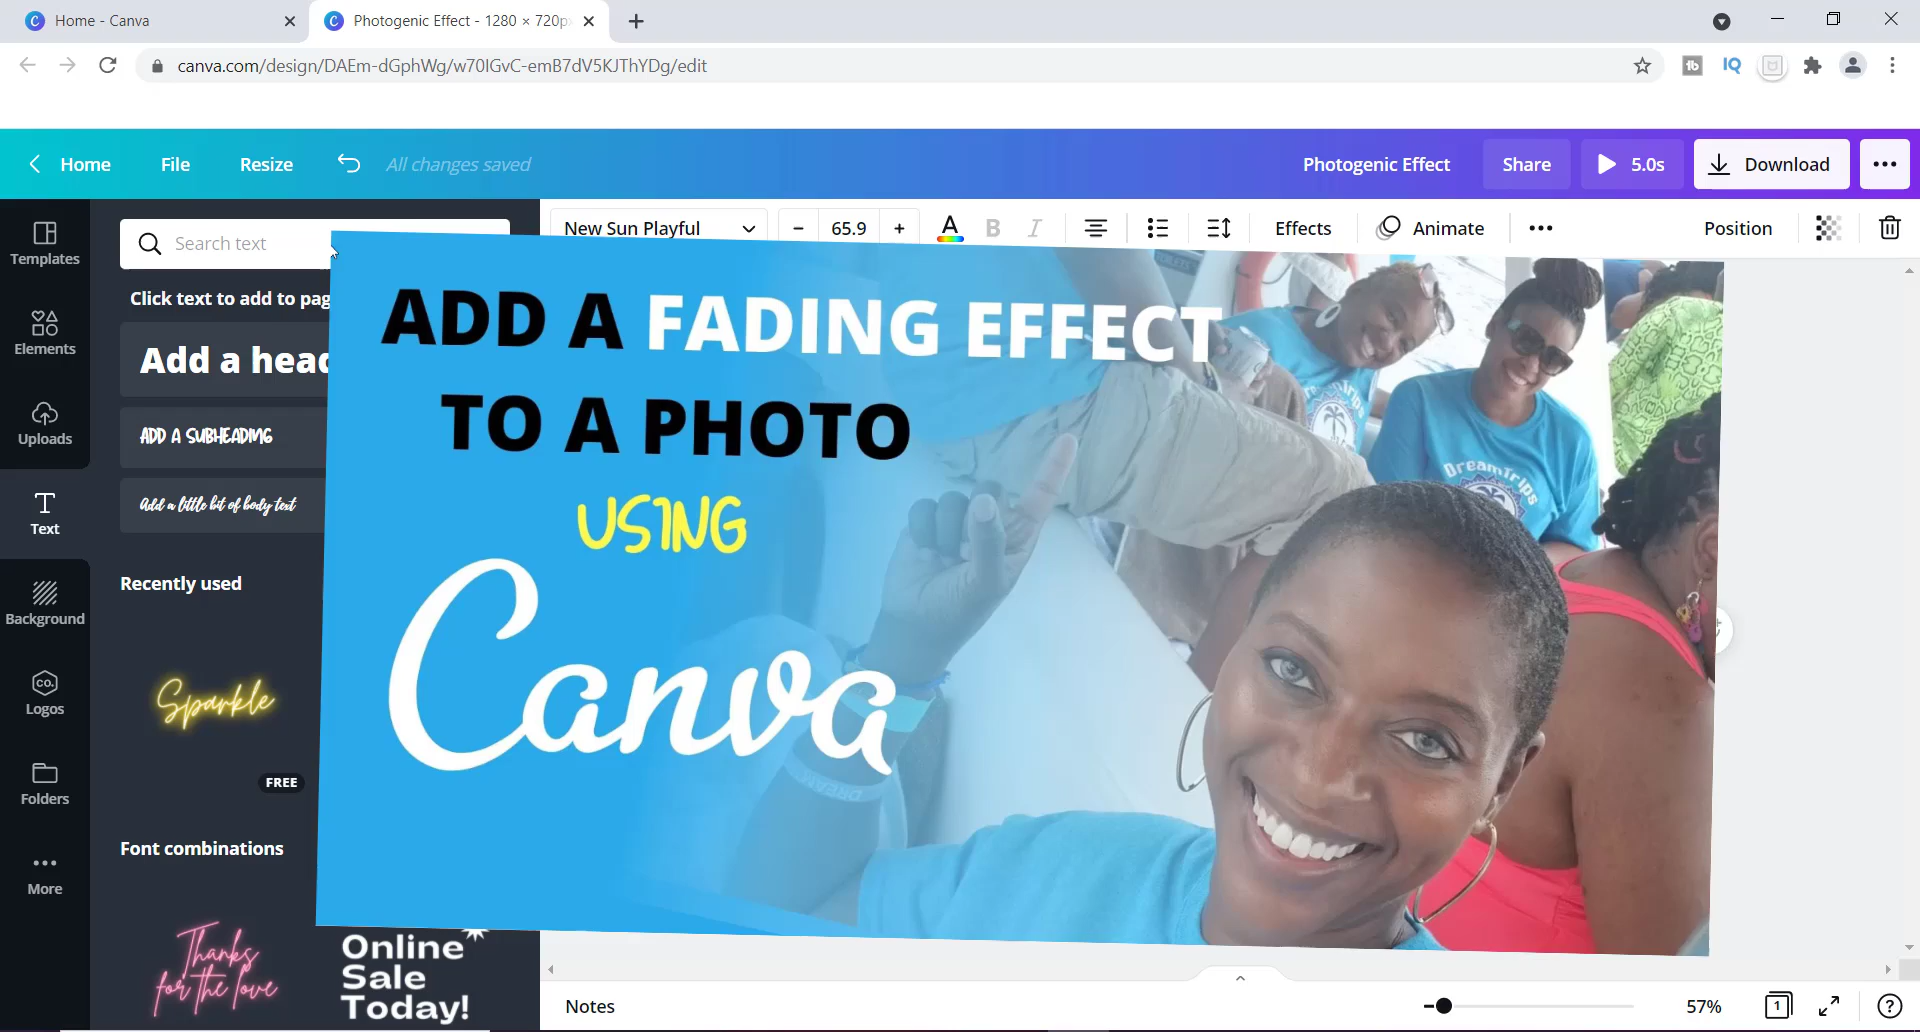 Home - Canva
Photogenic Effect - 1280 × 720p
canva.com/design/DAEm-dGphWg/w70IGvC-emB7dV5KJThYDg/edit
Home
File
Resize
All changes saved
Photogenic Effect
Share
5.0s
Download
Templates
Elements
Uploads
Text
Background
CO.
Logos
Folders
More
Search text
Click text to add to pag
Add a head
ADD A SUBHEADING
Add a little bit of body text
Recently used
Sparkle
FREE
Font combinations
Thanks
for the love
Online
Sale
Today!
New Sun Playful
65.9
A
B
I
Effects
Animate
Position
ADD A FADING EFFECT
TO A PHOTO
USING
Canva
DreamTrips
DREAM
Notes
57%
1